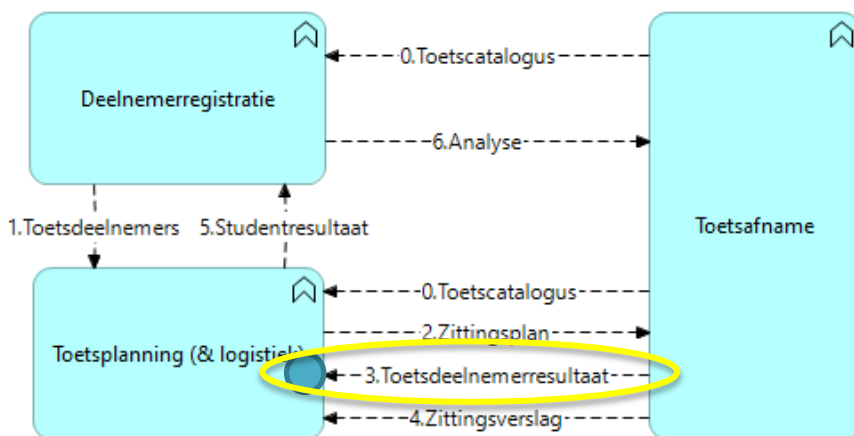 0.Toetscatalogus
Deelnemerregistratie
6.Analyse
1.Toetsdeelnemers
5.Studentresultaat
Toetsafname
0.Toetscatalogus
2.Zittingsplan
Toetsplanning (& logistiek)
3.Toetsdeelnemerresultaat
4.Zittingsverslag